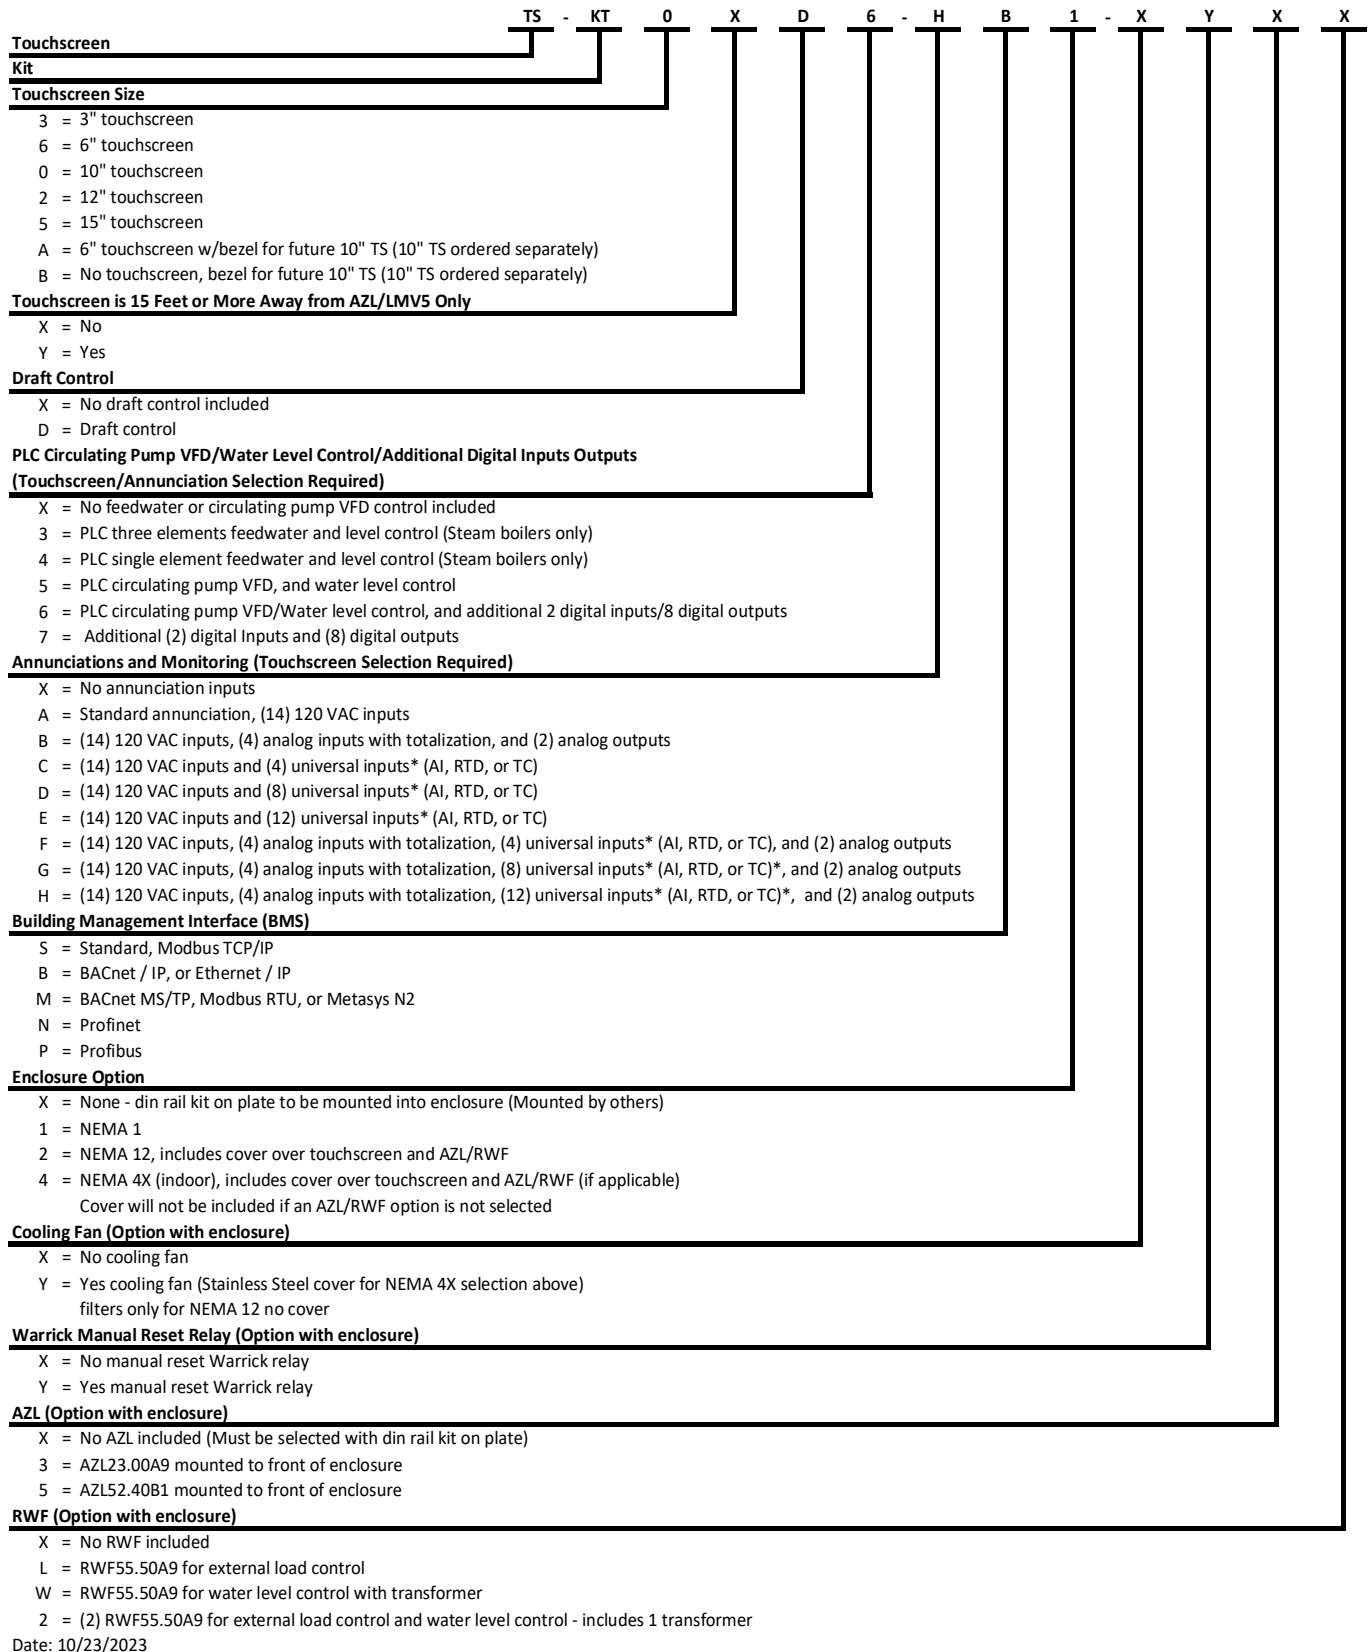 TS - KT 0 X D 6 - H B 1 - X Y X X
Touchscreen
Kit
Touchscreen Size
3 = 3" touchscreen
6 = 6" touchscreen
0 = 10" touchscreen
2 = 12" touchscreen
5 = 15" touchscreen
A = 6" touchscreen w/bezel for future 10" TS (10" TS ordered separately)
B = No touchscreen, bezel for future 10" TS (10" TS ordered separately)
Touchscreen is 15 Feet or More Away from AZL/LMV5 Only
X = No
Y = Yes
Draft Control
X = No draft control included
D = Draft control
PLC Circulating Pump VFD/Water Level Control/Additional Digital Inputs Outputs
(Touchscreen/Annunciation Selection Required)
X = No feedwater or circulating pump VFD control included
3 = PLC three elements feedwater and level control (Steam boilers only)
4 = PLC single element feedwater and level control (Steam boilers only)
5 = PLC circulating pump VFD, and water level control
6 = PLC circulating pump VFD/Water level control, and additional 2 digital inputs/8 digital outputs
7 = Additional (2) digital Inputs and (8) digital outputs
Annunciations and Monitoring (Touchscreen Selection Required)
X = No annunciation inputs
A = Standard annunciation, (14) 120 VAC inputs
B = (14) 120 VAC inputs, (4) analog inputs with totalization, and (2) analog outputs
C = (14) 120 VAC inputs and (4) universal inputs* (AI, RTD, or TC)
D = (14) 120 VAC inputs and (8) universal inputs* (AI, RTD, or TC)
E = (14) 120 VAC inputs and (12) universal inputs* (AI, RTD, or TC)
F = (14) 120 VAC inputs, (4) analog inputs with totalization, (4) universal inputs* (AI, RTD, or TC), and (2) analog outputs
G = (14) 120 VAC inputs, (4) analog inputs with totalization, (8) universal inputs* (AI, RTD, or TC)*, and (2) analog outputs
H = (14) 120 VAC inputs, (4) analog inputs with totalization, (12) universal inputs* (AI, RTD, or TC)*, and (2) analog outputs
Building Management Interface (BMS)
S = Standard, Modbus TCP/IP
B = BACnet / IP, or Ethernet / IP
M = BACnet MS/TP, Modbus RTU, or Metasys N2
N = Profinet
P = Profibus
Enclosure Option
X = None - din rail kit on plate to be mounted into enclosure (Mounted by others)
1 = NEMA 1
2 = NEMA 12, includes cover over touchscreen and AZL/RWF
4 = NEMA 4X (indoor), includes cover over touchscreen and AZL/RWF (if applicable)
Cover will not be included if an AZL/RWF option is not selected
Cooling Fan (Option with enclosure)
X = No cooling fan
Y = Yes cooling fan (Stainless Steel cover for NEMA 4X selection above)
filters only for NEMA 12 no cover
Warrick Manual Reset Relay (Option with enclosure)
X = No manual reset Warrick relay
Y = Yes manual reset Warrick relay
AZL (Option with enclosure)
X = No AZL included (Must be selected with din rail kit on plate)
3 = AZL23.00A9 mounted to front of enclosure
5 = AZL52.40B1 mounted to front of enclosure
RWF (Option with enclosure)
X = No RWF included
L = RWF55.50A9 for external load control
W = RWF55.50A9 for water level control with transformer
2 = (2) RWF55.50A9 for external load control and water level control - includes 1 transformer
Date: 10/23/2023